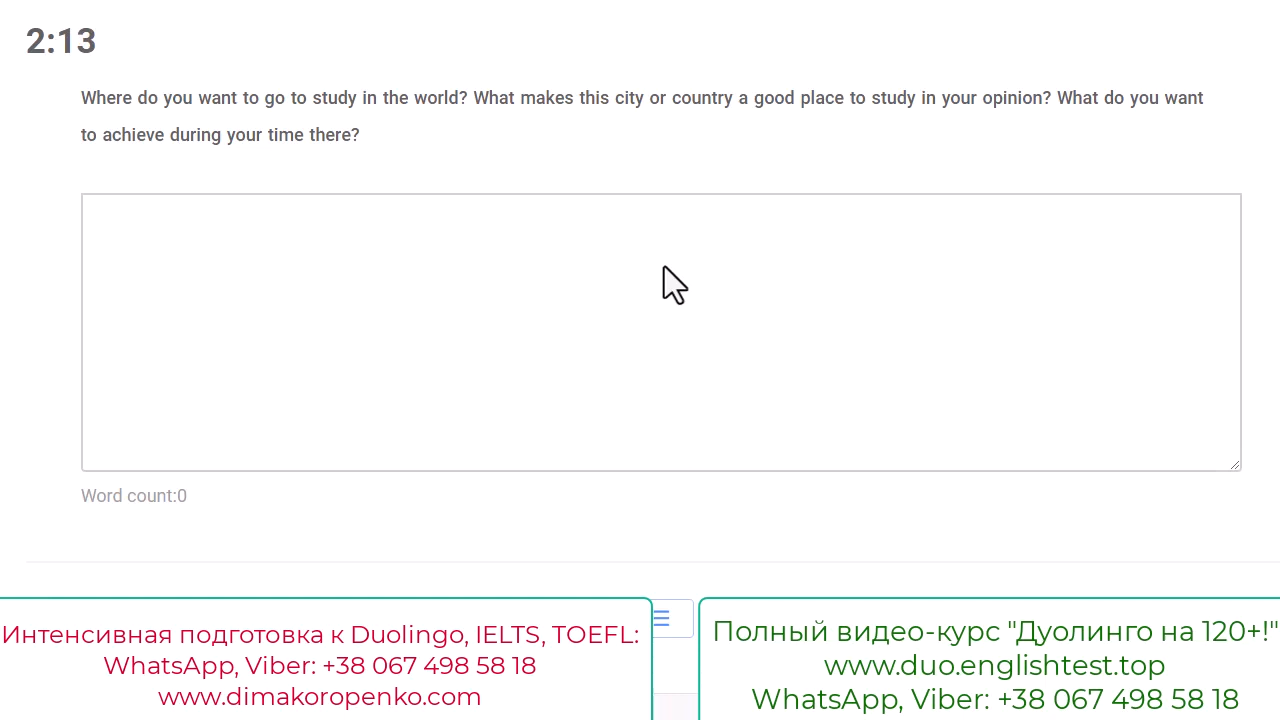 2:13
Where do you want to go to study in the world? What makes this city or country a good place to study in your opinion? What do you want
to achieve during your time there?
Word count:0
Интенсивная подготовка к Duolingo, IELTS, TOEFL:
WhatsApp, Viber: +38 067 498 58 18
www.dimakoropenko.com
Полный видео-курс "Дуолинго на 120+!"
www.duo.englishtest.top
WhatsApp, Viber: +38 067 498 58 18